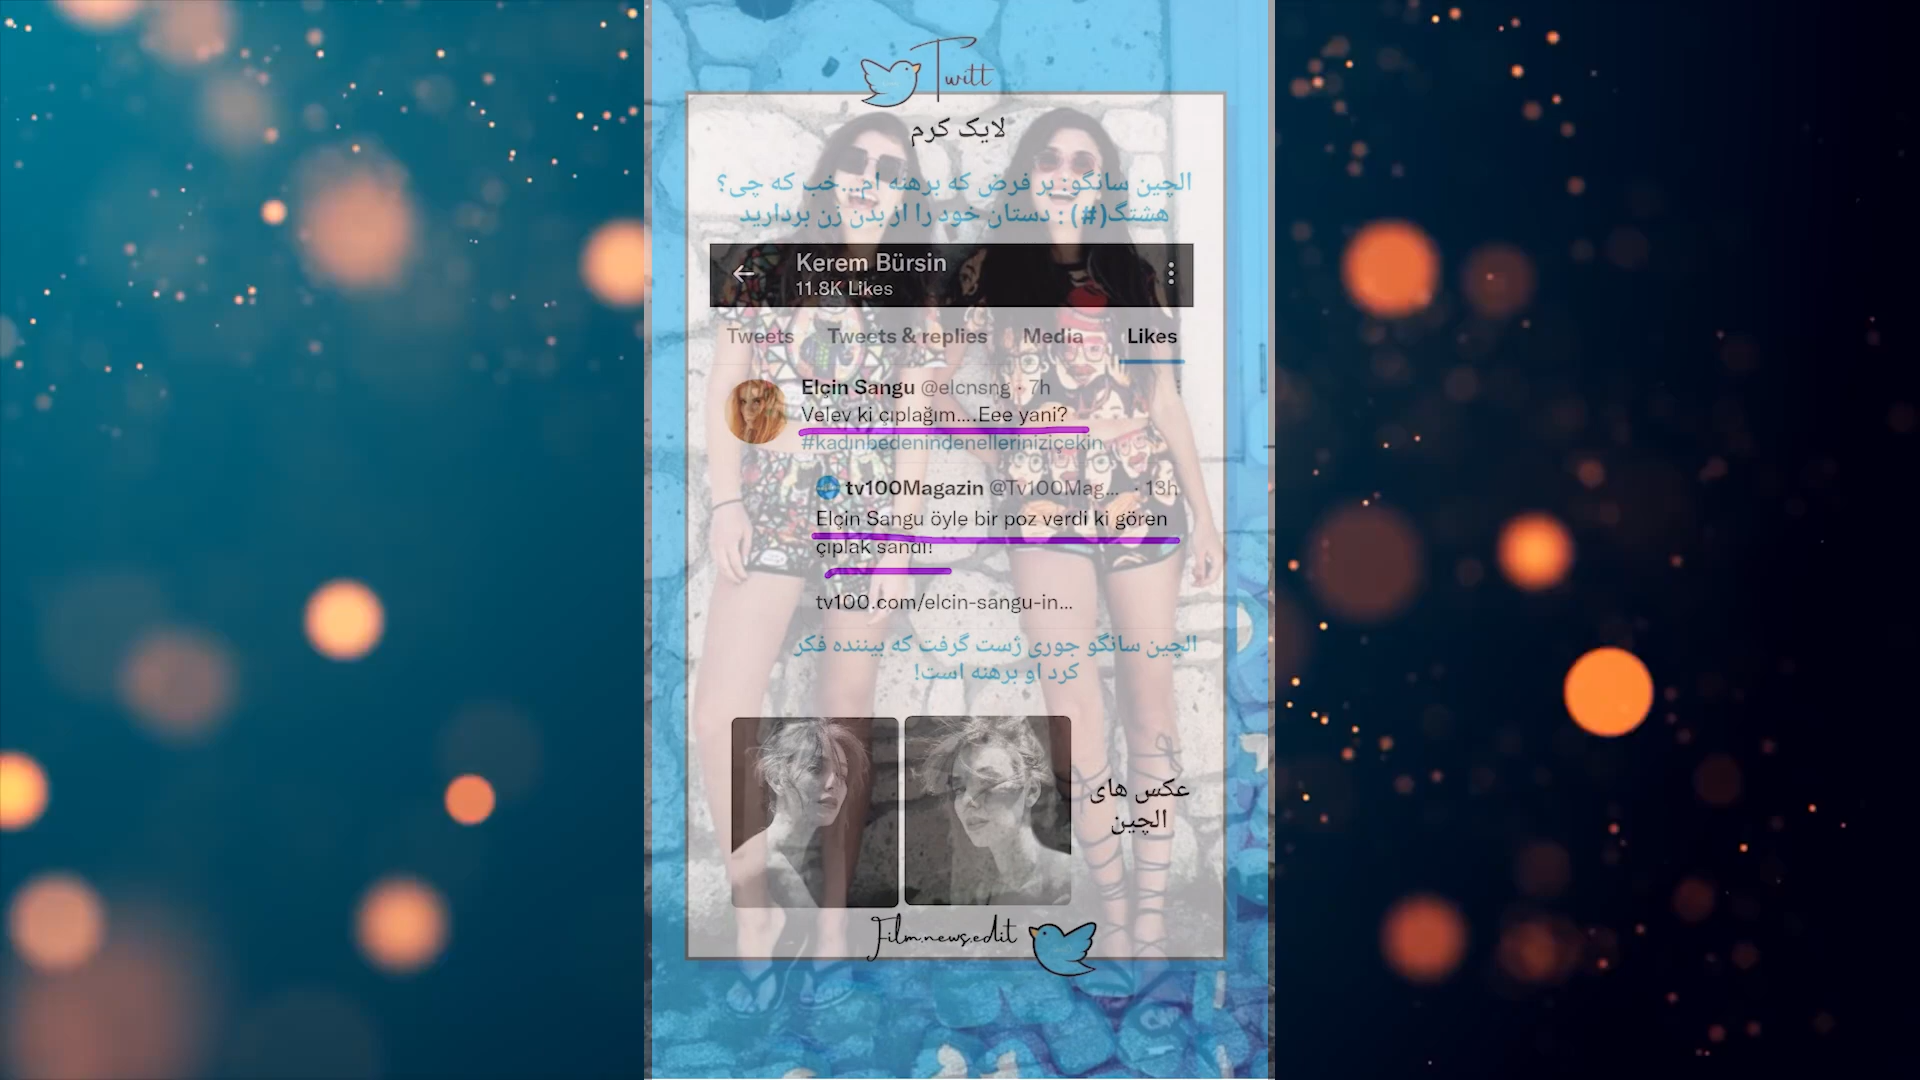 Twitt
لایک کرم
الچین سانگو: بر فرض که برهنه ام...خب که چی؟
هشتگ(#) : دستان خود را از بدن زن بردارید
Kerem Bürsin
11.8K Likes
Tweets Tweets & replies Media Likes
Elçin Sangu @elcnsng · 7h
Velev ki çıplağım....Eee yani?
#kadınbedenindenelleriniziçekin
tv100Magazin @Tv100Mag... · 13h
Elçin Sangu öyle bir poz verdi ki gören
çıplak sandı!
tv100.com/elcin-sangu-in...
الچین سانگو جوری ژست گرفت که بیننده فکر
کرد او برهنه است!
عکس های
الچین
Film.news.edit